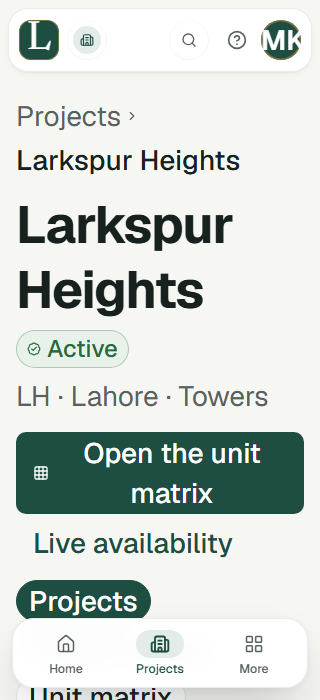 L
MK
Projects ›
Larkspur Heights
Larkspur
Heights
Active
LH · Lahore · Towers
Open the unit
matrix
Live availability
Projects
Unit matrix
Home
Projects
More